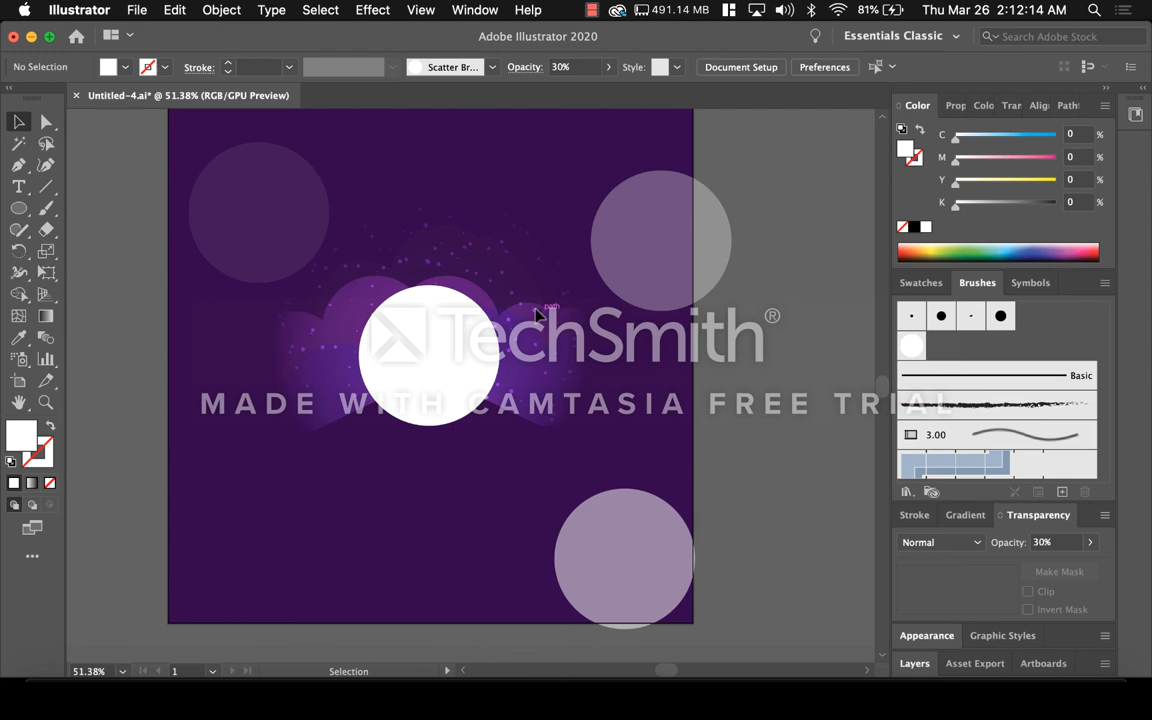 Illustrator File Edit Object Type Select Effect View Window Help 491.14 MB 81% Thu Mar 26 2:12:14 AM
Adobe Illustrator 2020 Essentials Classic Search Adobe Stock
No Selection Stroke: Scatter Br... Opacity: 30% Style: Document Setup Preferences
Untitled-4.ai* @ 51.38% (RGB/GPU Preview)
Color Prop Colo Tran Alig Path
C 0 %
M 0 %
Y 0 %
K 0 %
Swatches Brushes Symbols
path
TechSmith®
MADE WITH CAMTASIA FREE TRIAL
Basic
3.00
Stroke Gradient Transparency
Normal Opacity: 30%
Make Mask
Clip
Invert Mask
Appearance Graphic Styles
Layers Asset Export Artboards
51.38% 1 Selection